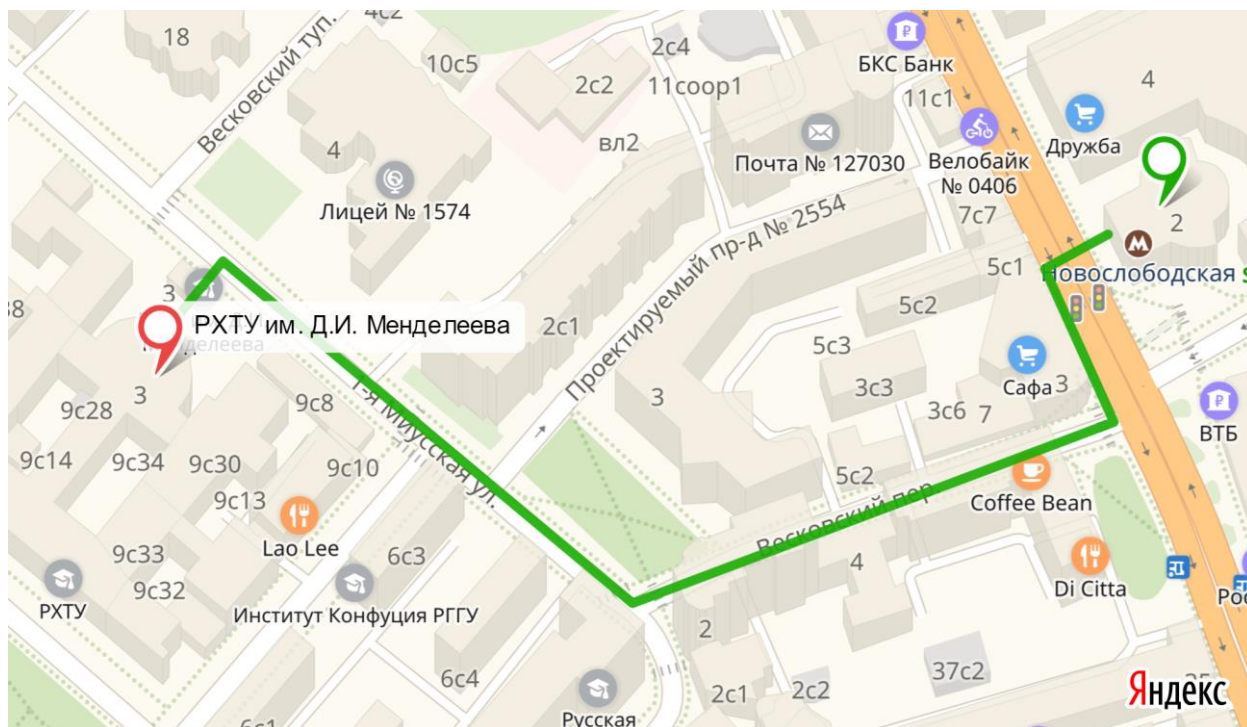 4с2
18
Весковский туп.
10с5
2с4
2с2
11соор1
вл2
БКС Банк
11с1
4
Дружба
Почта № 127030
Велобайк
№ 0406
4
Лицей № 1574
7с7
2
Новослободская
5с1
Проектируемый пр-д № 2554
5с2
2с1
5с3
3
РХТУ им. Д.И. Менделеева
Менделеева
Сафа
3
3с3
3с6
7
ВТБ
3
3
9с28
9с8
1-я Миусская ул.
9с14
9с34
9с30
9с10
9с13
Lao Lee
5с2
Весковский пер.
Coffee Bean
9с33
9с32
6с3
4
Di Citta
РХТУ
Институт Конфуция РГГУ
2
6с4
37с2
2с1
2с2
Русская
6с1
Яндекс